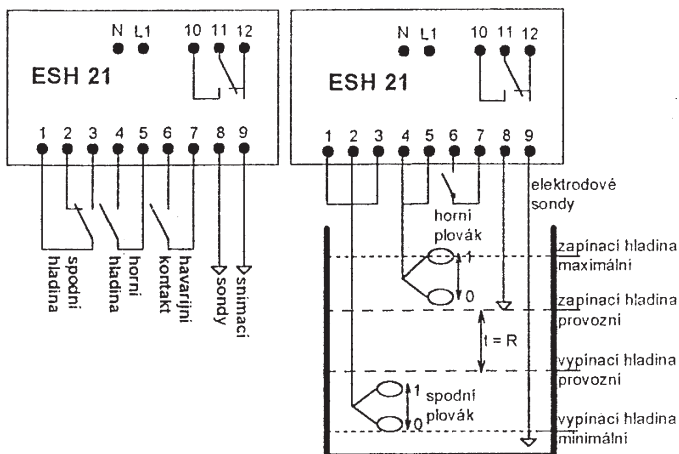 N L1 10 11 12
ESH 21
1 2 3 4 5 6 7 8 9
spodní
hladina
horní
hladina
havarijní
kontakt
snímací
sondy
N L1 10 11 12
ESH 21
1 2 3 4 5 6 7 8 9
elektrodové
sondy
horní
plovák
1
0
zapínací hladina
maximální
zapínací hladina
provozní
t = R
vypínací hladina
provozní
1
0
spodní
plovák
vypínací hladina
minimální